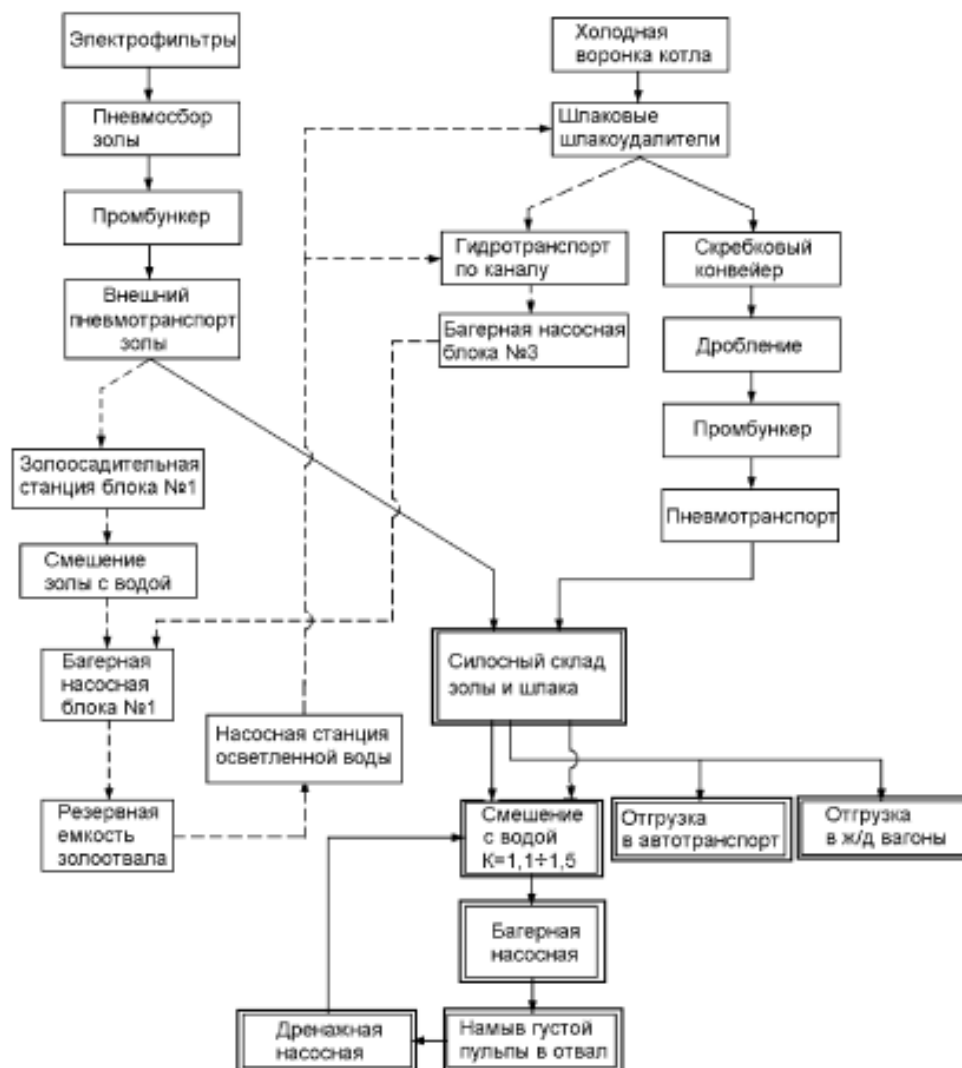 Электрофильтры
Пневмосбор
золы
Промбункер
Внешний
пневмотранспорт
золы
Золоосадительная
станция блока №1
Смешение
золы с водой
Багерная
насосная
блока №1
Резервная
емкость
золоотвала
Насосная станция
осветленной воды
Холодная
воронка котла
Шлаковые
шлакоудалители
Гидротранспорт
по каналу
Багерная насосная
блока №3
Скребковый
конвейер
Дробление
Промбункер
Пневмотранспорт
Силосный склад
золы и шлака
Смешение
с водой
К=1,1÷1,5
Отгрузка
в автотранспорт
Отгрузка
в ж/д вагоны
Багерная
насосная
Намыв густой
пульпы в отвал
Дренажная
насосная